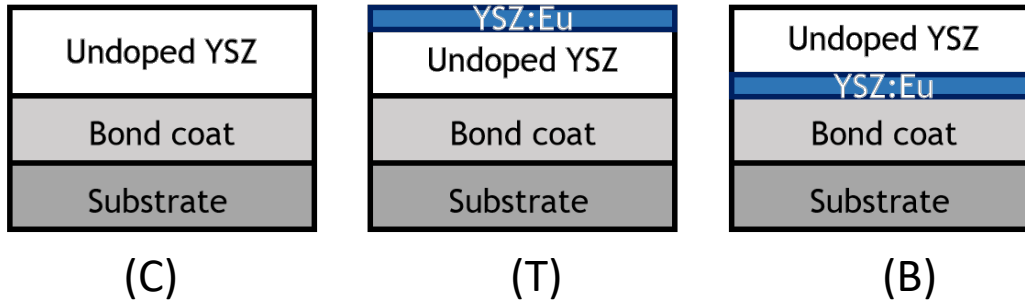 Undoped YSZ
Bond coat
Substrate
(C)
YSZ:Eu
Undoped YSZ
Bond coat
Substrate
(T)
Undoped YSZ
YSZ:Eu
Bond coat
Substrate
(B)